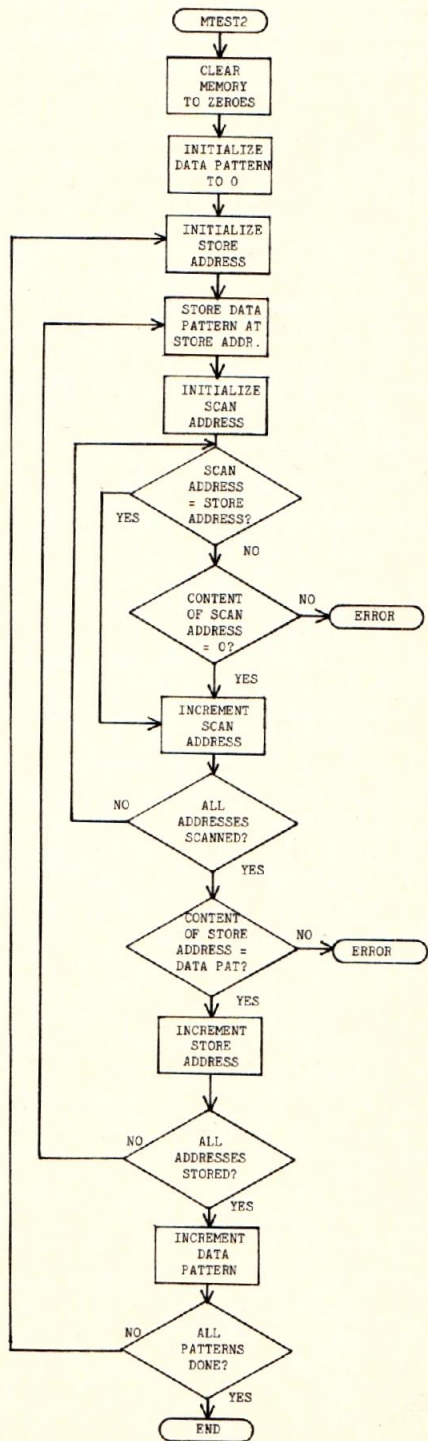 MTEST2
CLEAR
MEMORY
TO ZEROES
INITIALIZE
DATA PATTERN
TO 0
INITIALIZE
STORE
ADDRESS
STORE DATA
PATTERN AT
STORE ADDR.
INITIALIZE
SCAN
ADDRESS
SCAN
ADDRESS
= STORE
ADDRESS?
YES
NO
CONTENT
OF SCAN
ADDRESS
= 0?
NO
ERROR
YES
INCREMENT
SCAN
ADDRESS
NO
ALL
ADDRESSES
SCANNED?
YES
CONTENT
OF STORE
ADDRESS =
DATA PAT?
NO
ERROR
YES
INCREMENT
STORE
ADDRESS
NO
ALL
ADDRESSES
STORED?
YES
INCREMENT
DATA
PATTERN
NO
ALL
PATTERNS
DONE?
YES
END